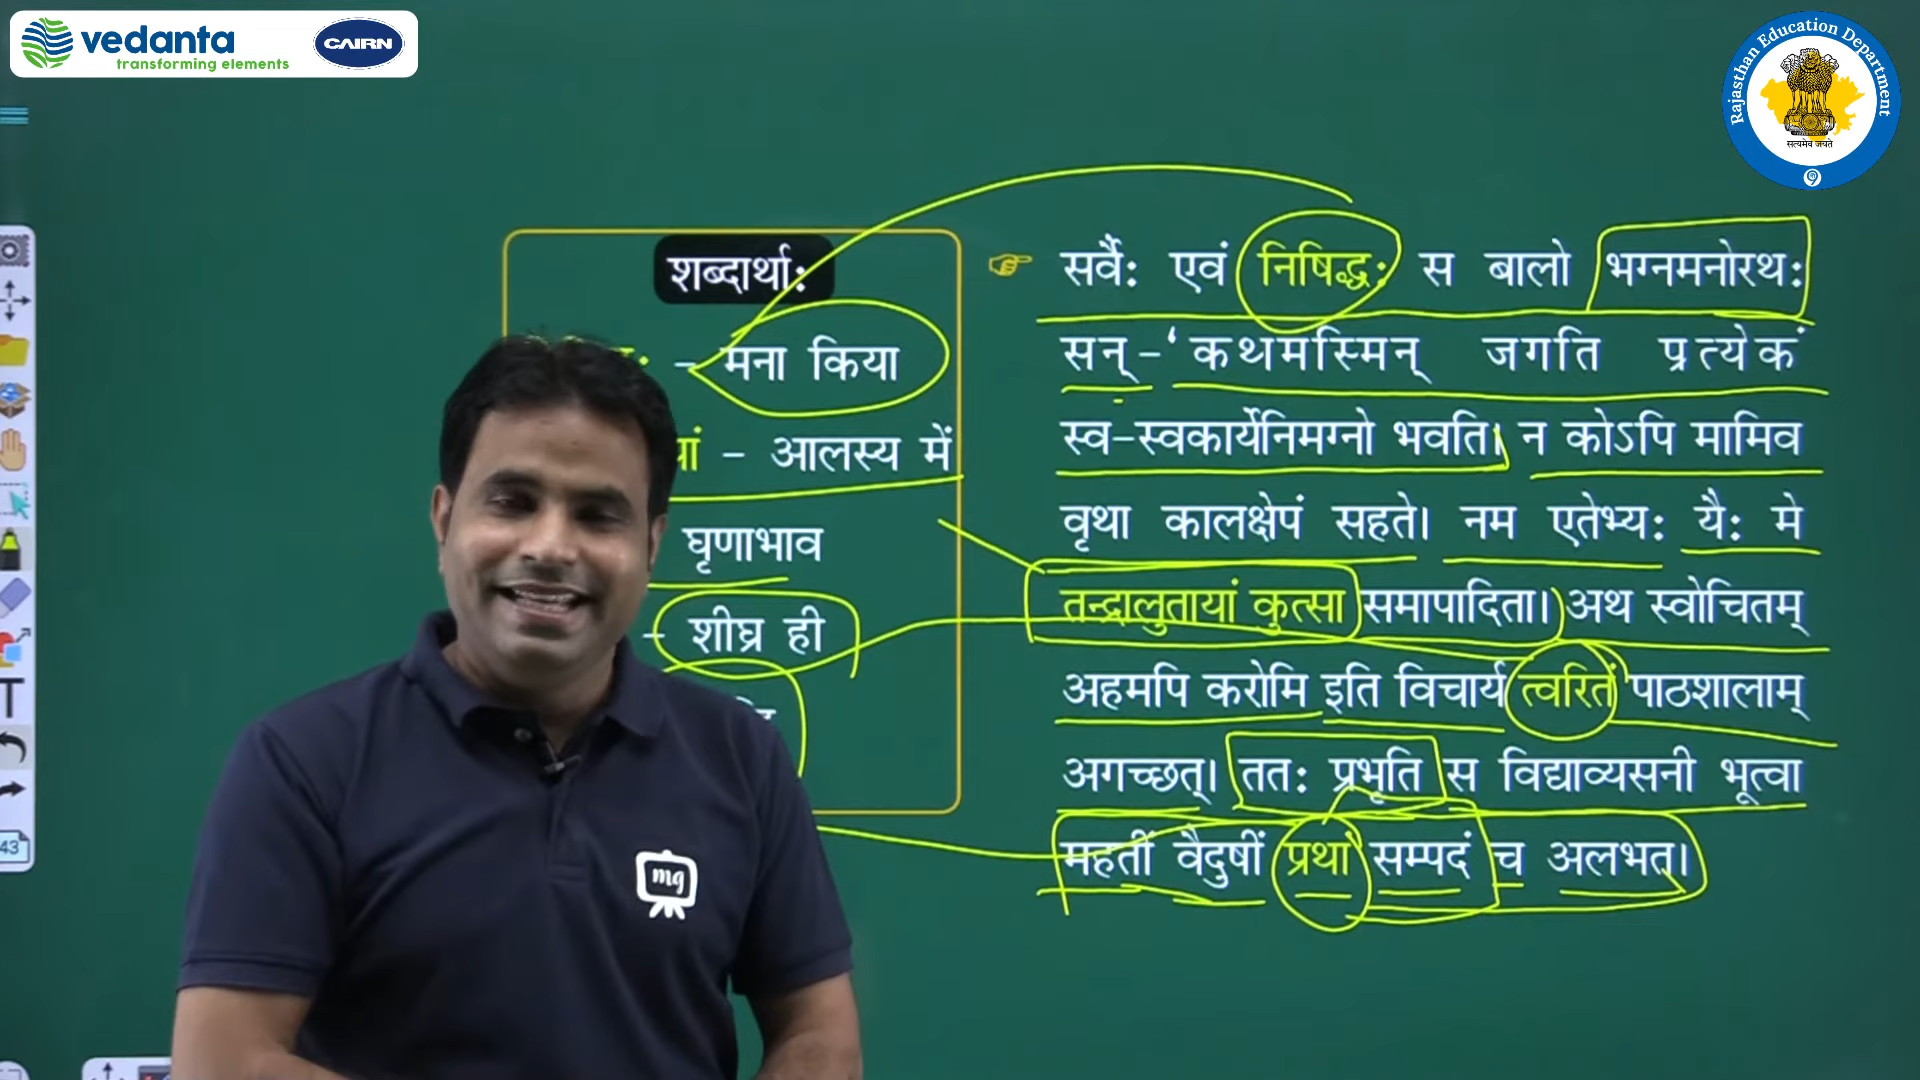 vedanta
transforming elements
CAIRN
Rajasthan Education Department
सत्यमेव जयते
शब्दार्था:
- मना किया
यां - आलस्य में
घृणाभाव
- शीघ्र ही
सर्वै: एवं निषिद्ध: स बालो भग्नमनोरथ:
सन्-‘कथमस्मिन् जगति प्रत्येकं
स्व-स्वकार्येनिमग्नो भवति। न कोऽपि मामिव
वृथा कालक्षेपं सहते। नम एतेभ्य: यै: मे
तन्द्रालुतायां कुत्सा समापादिता। अथ स्वोचितम्
अहमपि करोमि इति विचार्य त्वरितं पाठशालाम्
अगच्छत्। तत: प्रभृति स विद्याव्यसनी भूत्वा
महतीं वैदुषीं प्रथां सम्पदं च अलभत्।
mg
43
T